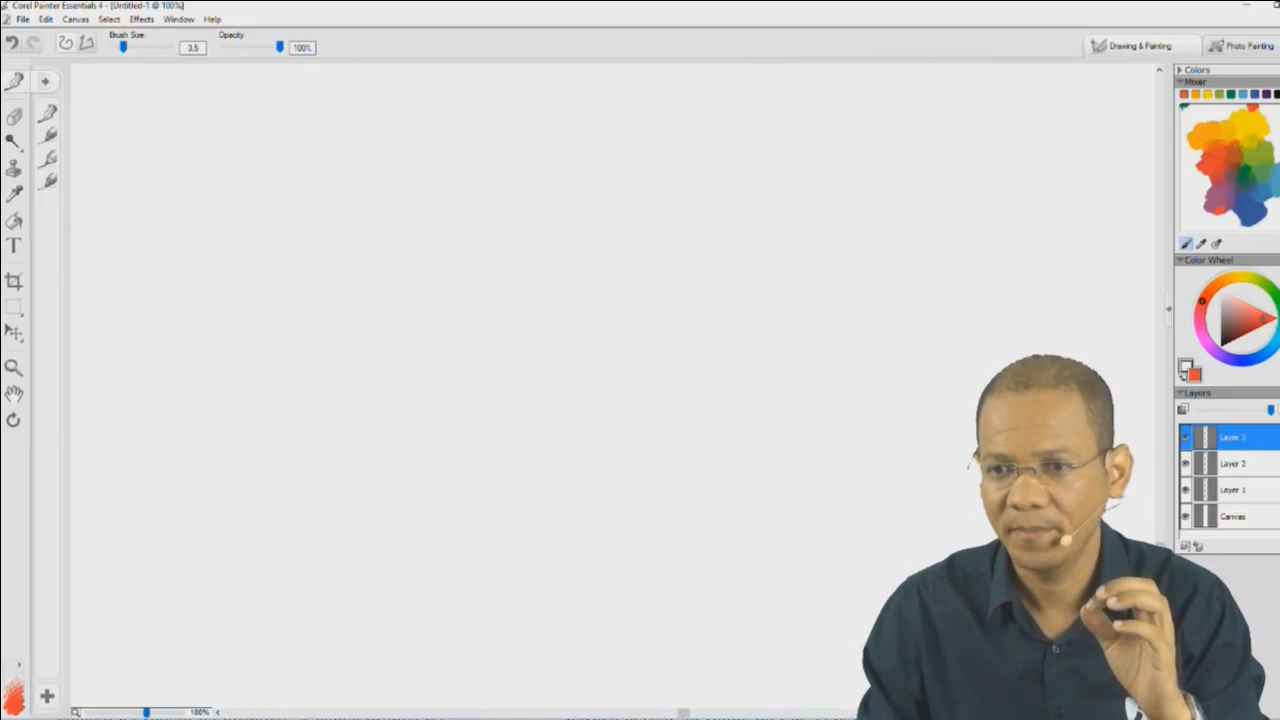 Corel Painter Essentials 4 - [Untitled-1 @ 100%]
File Edit Canvas Select Effects Window Help
Brush Size: 3.5 Opacity: 100%
Drawing & Painting Photo Painting
Colors
Mixer
T
Color Wheel
Layers
Layer 3
Layer 2
Layer 1
Canvas
100%